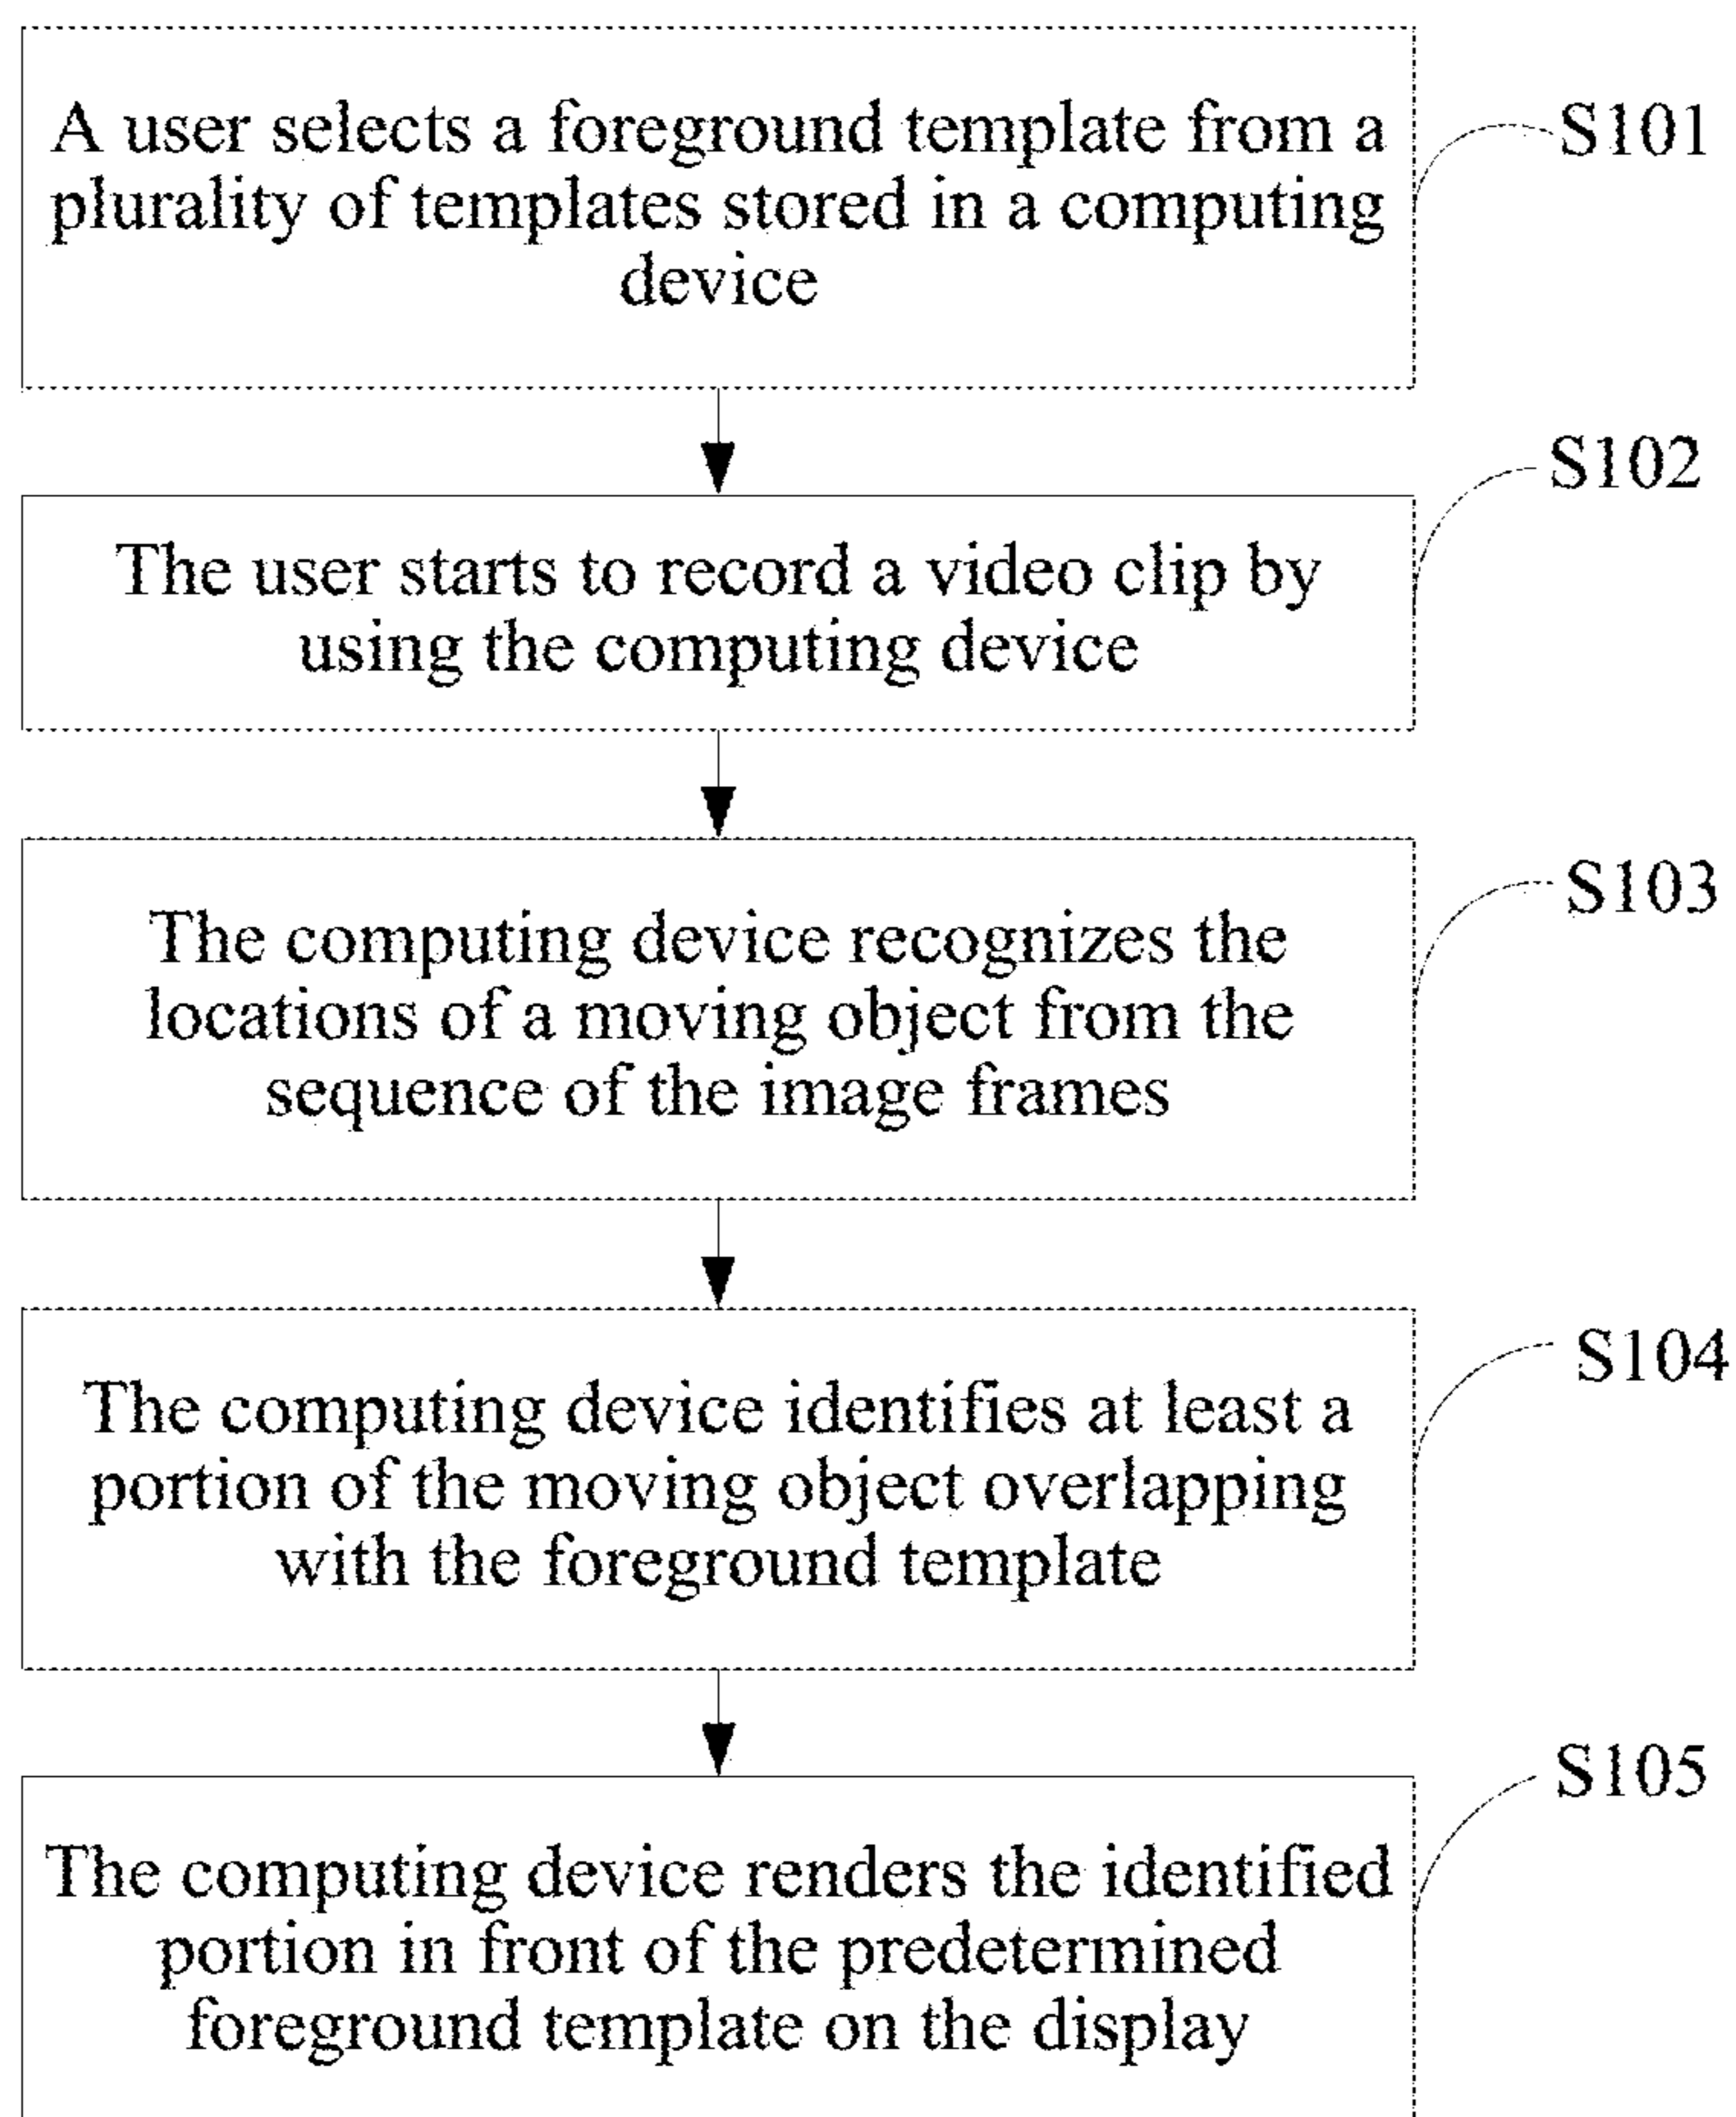 A user selects a foreground template from a
plurality of templates stored in a computing
device
S101
The user starts to record a video clip by
using the computing device
S102
The computing device recognizes the
locations of a moving object from the
sequence of the image frames
S103
The computing device identifies at least a
portion of the moving object overlapping
with the foreground template
S104
The computing device renders the identified
portion in front of the predetermined
foreground template on the display
S105